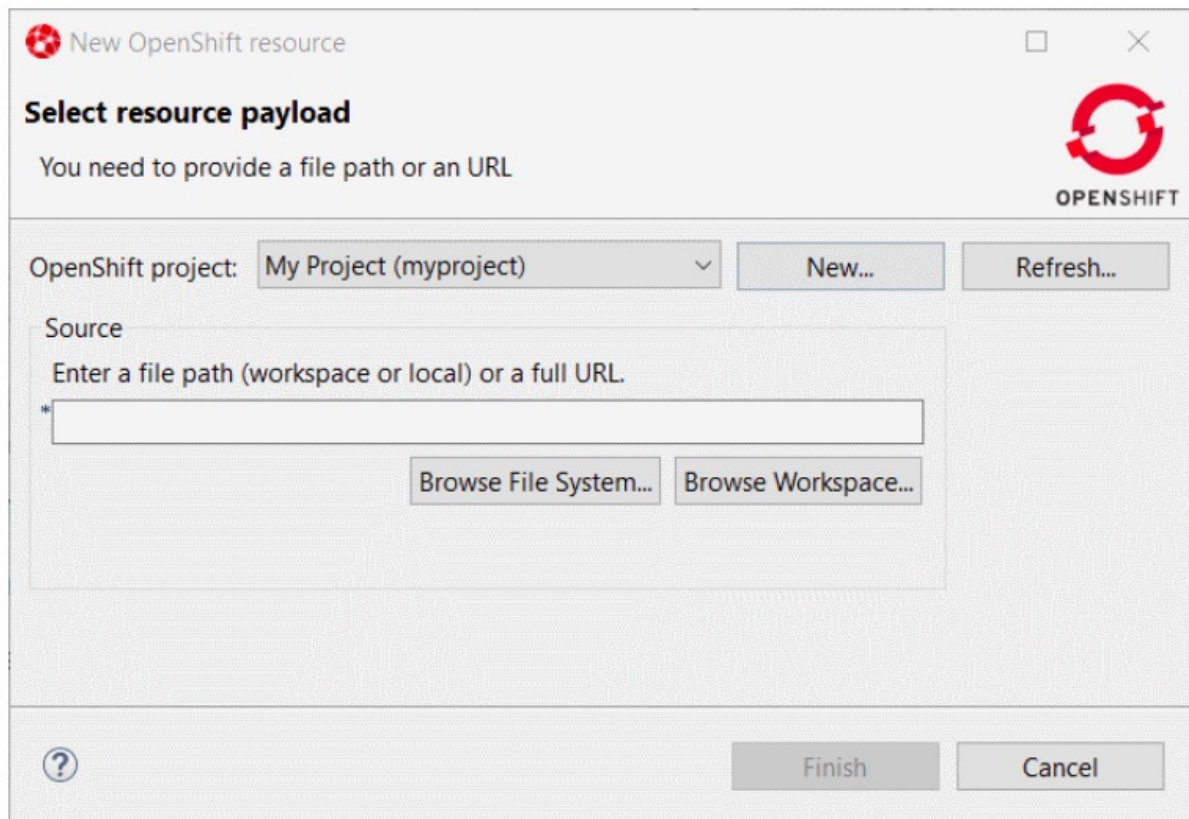 New OpenShift resource
Select resource payload
You need to provide a file path or an URL
OPENSHIFT
OpenShift project: My Project (myproject) New... Refresh...
Source
Enter a file path (workspace or local) or a full URL.
*
Browse File System... Browse Workspace...
? Finish Cancel